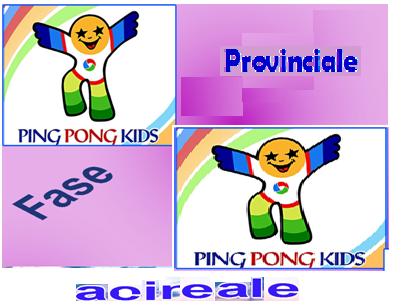 PING PONG KIDS
Provinciale
Fase
PING PONG KIDS
acireale